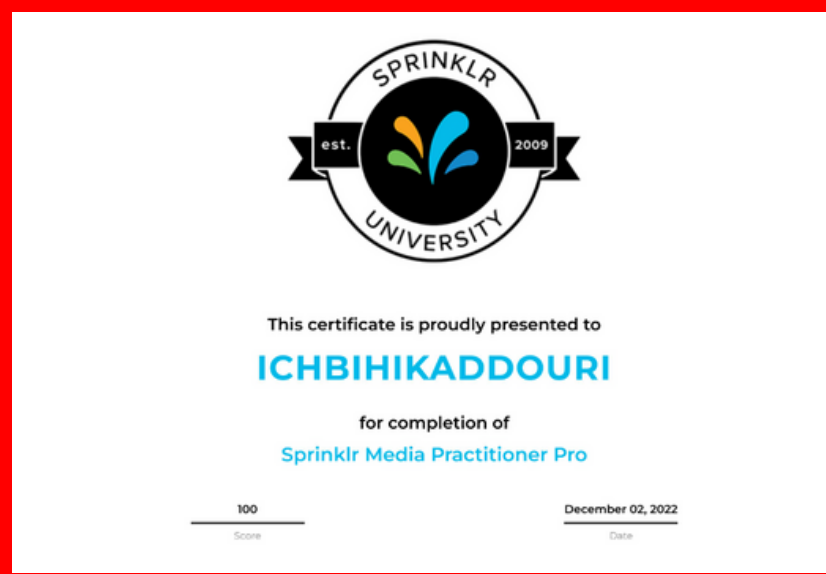 SPRINKLR
est. 2009
UNIVERSITY
This certificate is proudly presented to
ICHBIHIKADDOURI
for completion of
Sprinklr Media Practitioner Pro
100 December 02, 2022
Score Date